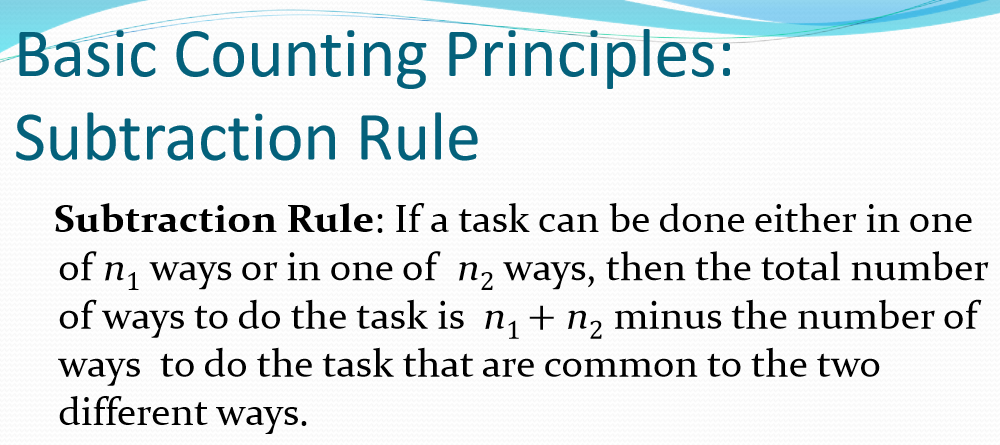 Basic Counting Principles:
Subtraction Rule
Subtraction Rule: If a task can be done either in one
of n₁ ways or in one of n₂ ways, then the total number
of ways to do the task is n₁ + n₂ minus the number of
ways to do the task that are common to the two
different ways.